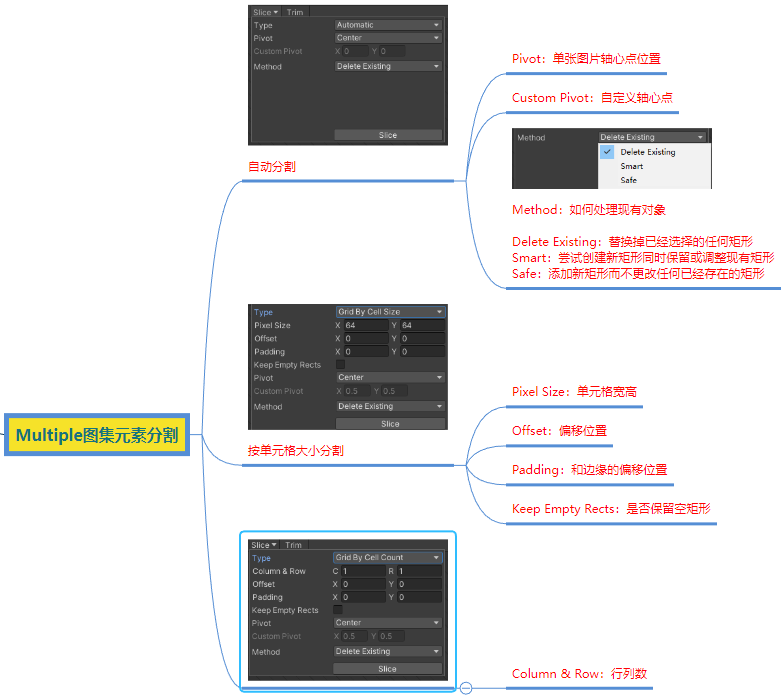 Multiple图集元素分割
Slice Trim
Type Automatic
Pivot Center
Custom Pivot X 0 Y 0
Method Delete Existing
Slice
自动分割
Pivot：单张图片轴心点位置
Custom Pivot：自定义轴心点
Method Delete Existing
Delete Existing
Smart
Safe
Method：如何处理现有对象
Delete Existing：替换掉已经选择的任何矩形
Smart：尝试创建新矩形同时保留或调整现有矩形
Safe：添加新矩形而不更改任何已经存在的矩形
Type Grid By Cell Size
Pixel Size X 64 Y 64
Offset X 0 Y 0
Padding X 0 Y 0
Keep Empty Rects
Pivot Center
Custom Pivot X 0.5 Y 0.5
Method Delete Existing
Slice
按单元格大小分割
Pixel Size：单元格宽高
Offset：偏移位置
Padding：和边缘的偏移位置
Keep Empty Rects：是否保留空矩形
Slice Trim
Type Grid By Cell Count
Column & Row C 1 R 1
Offset X 0 Y 0
Padding X 0 Y 0
Keep Empty Rects
Pivot Center
Custom Pivot X 0.5 Y 0.5
Method Delete Existing
Slice
Column & Row：行列数